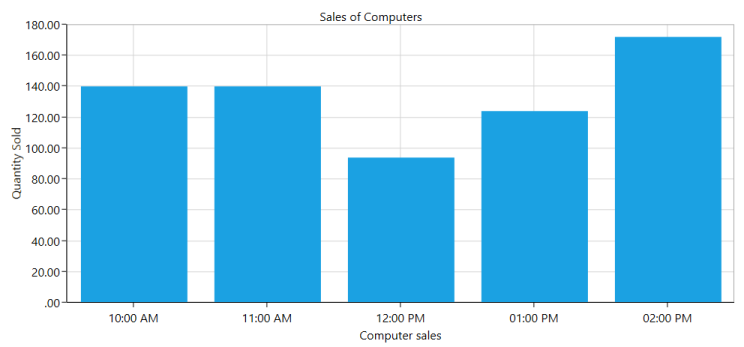 Sales of Computers
180.00
160.00
140.00
120.00
100.00
80.00
60.00
40.00
20.00
.00
Quantity Sold
10:00 AM 11:00 AM 12:00 PM 01:00 PM 02:00 PM
Computer sales